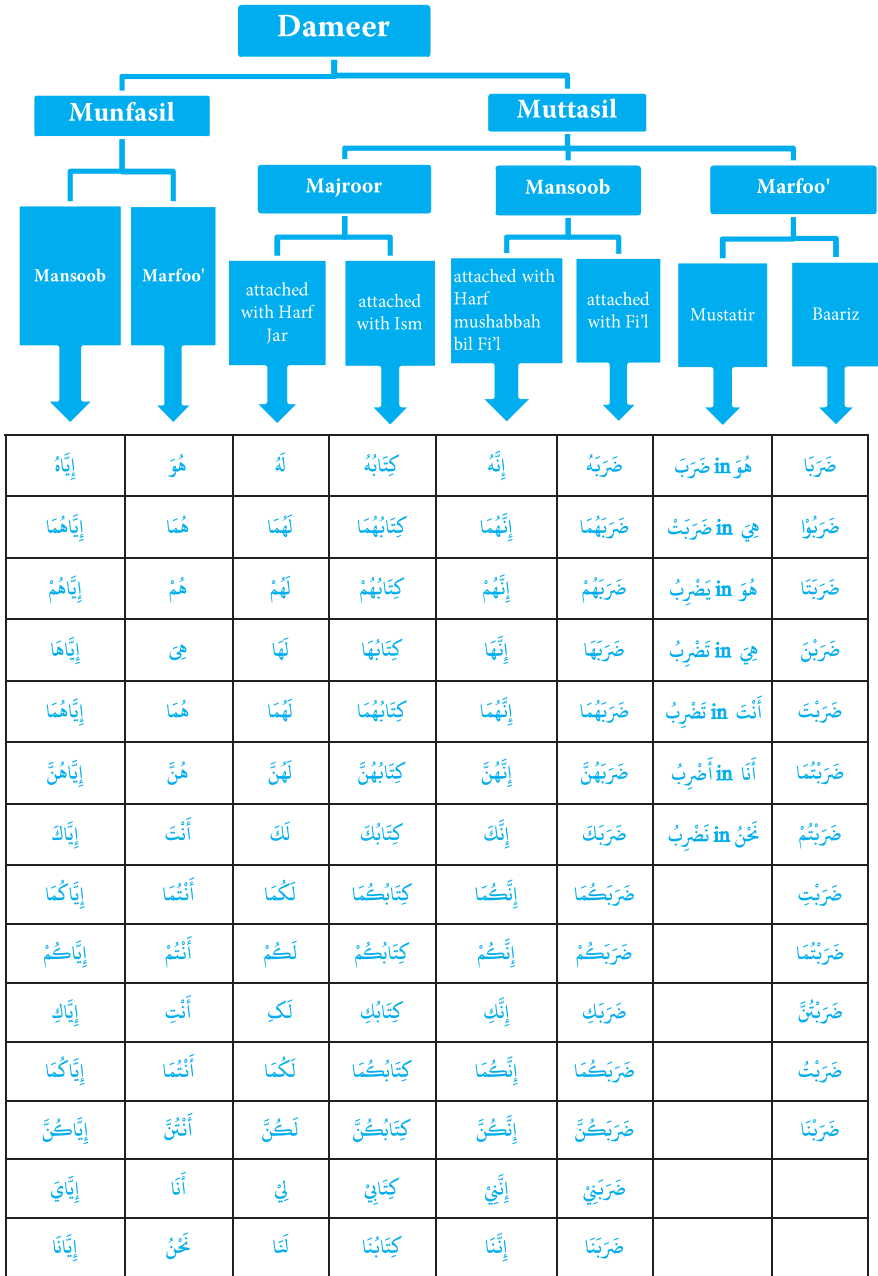 Dameer
Munfasil
Muttasil
Majroor
Mansoob
Marfoo'
Mansoob
Marfoo'
attached
with Harf
Jar
attached
with Ism
attached with
Harf
mushabbah
bil Fi'l
attached
with Fi'l
Mustatir
Baariz
ضَرَبَا هُوَ in ضَرَبَ ضَرَبَهُ إِنَّهُ كِتَابُهُ لَهُ هُوَ إِيَّاهُ
ضَرَبُوْا هِيَ in ضَرَبَتْ ضَرَبَهُمَا إِنَّهُمَا كِتَابُهُمَا لَهُمَا هُمَا إِيَّاهُمَا
ضَرَبَتَا هُوَ in يَضْرِبُ ضَرَبَهُمْ إِنَّهُمْ كِتَابُهُمْ لَهُمْ هُمْ إِيَّاهُمْ
ضَرَبْنَ هِيَ in تَضْرِبُ ضَرَبَهَا إِنَّهَا كِتَابُهَا لَهَا هِىَ إِيَّاهَا
ضَرَبْتَ أَنْتَ in تَضْرِبُ ضَرَبَهُمَا إِنَّهُمَا كِتَابُهُمَا لَهُمَا هُمَا إِيَّاهُمَا
ضَرَبْتُمَا أَنَا in أَضْرِبُ ضَرَبَهُنَّ إِنَّهُنَّ كِتَابُهُنَّ لَهُنَّ هُنَّ إِيَّاهُنَّ
ضَرَبْتُمْ نَحْنُ in نَضْرِبُ ضَرَبَكَ إِنَّكَ كِتَابُكَ لَكَ أَنْتَ إِيَّاكَ
ضَرَبْتِ ضَرَبَكُمَا إِنَّكُمَا كِتَابُكُمَا لَكُمَا أَنْتُمَا إِيَّاكُمَا
ضَرَبْتُمَا ضَرَبَكُمْ إِنَّكُمْ كِتَابُكُمْ لَكُمْ أَنْتُمْ إِيَّاكُمْ
ضَرَبْتُنَّ ضَرَبَكِ إِنَّكِ كِتَابُكِ لَکِ أَنْتِ إِيَّاكِ
ضَرَبْتُ ضَرَبَكُمَا إِنَّكُمَا كِتَابُكُمَا لَكُمَا أَنْتُمَا إِيَّاكُمَا
ضَرَبْنَا ضَرَبَكُنَّ إِنَّكُنَّ كِتَابُكُنَّ لَكُنَّ أَنْتُنَّ إِيَّاكُنَّ
ضَرَبَنِيْ إِنَّنِيْ كِتَابِيْ لِيْ أَنَا إِيَّايَ
ضَرَبَنَا إِنَّنَا كِتَابُنَا لَنَا نَحْنُ إِيَّانَا